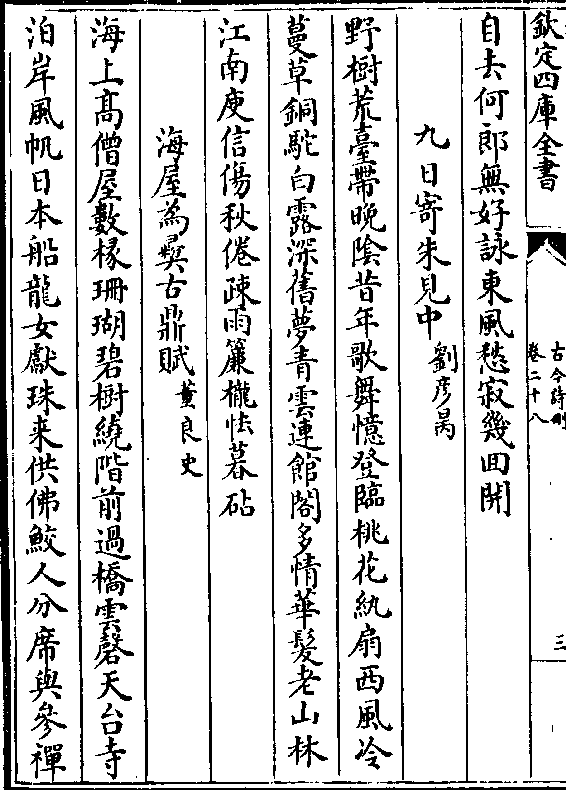 欽定四庫全書
古今詩刪
卷二十八
三
自去何郎無好詠東風愁寂幾回開
九日寄朱見中
劉彥昺
野樹荒臺帶晚陰昔年歌舞憶登臨桃花紈扇西風冷
蔓草銅駝白露深舊夢青雲連館閣多情華髮老山林
江南庾信傷秋倦疎雨簾櫳怯暮砧
海屋為㬰古鼎賦
董良史
海上髙僧屋數椽珊瑚碧樹繞階前過橋雲磬天台寺
泊岸風帆日本船龍女獻珠来供佛鮫人分席與參禪